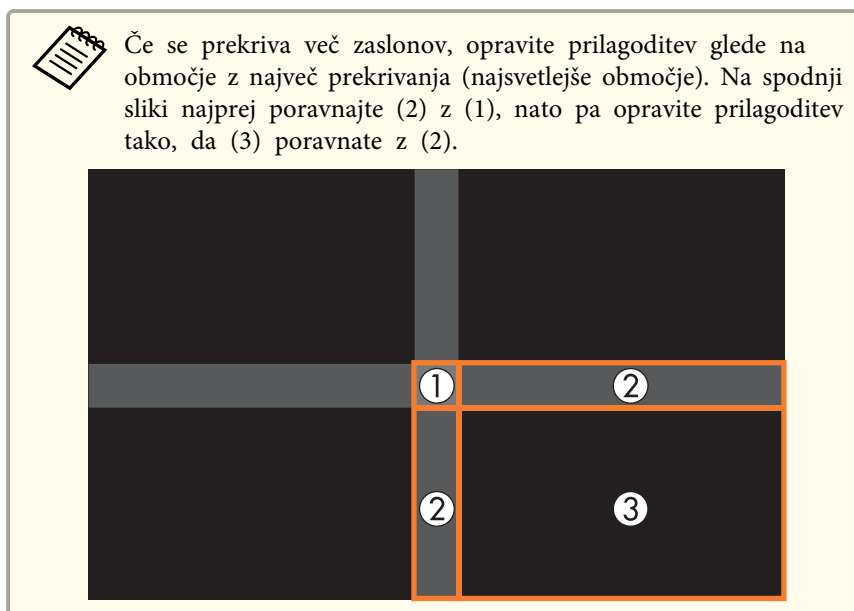 Če se prekriva več zaslonov, opravite prilagoditev glede na
območje z največ prekrivanja (najsvetlejše območje). Na spodnji
sliki najprej poravnajte (2) z (1), nato pa opravite prilagoditev
tako, da (3) poravnate z (2).
1 2
2 3